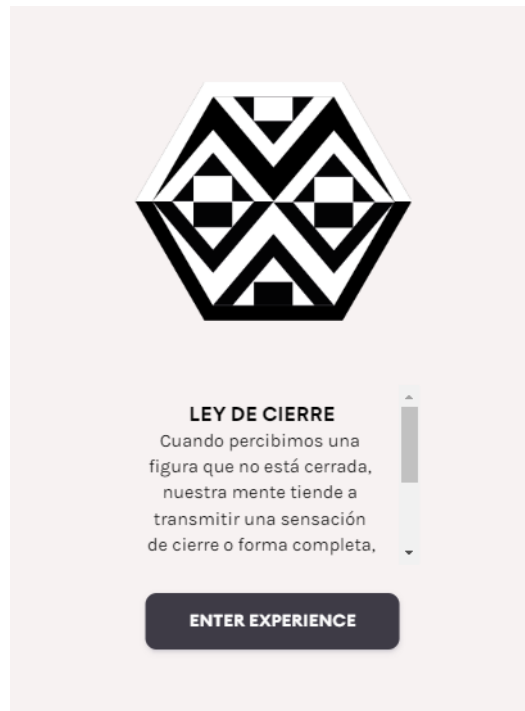 LEY DE CIERRE
Cuando percibimos una
figura que no está cerrada,
nuestra mente tiende a
transmitir una sensación
de cierre o forma completa,
ENTER EXPERIENCE